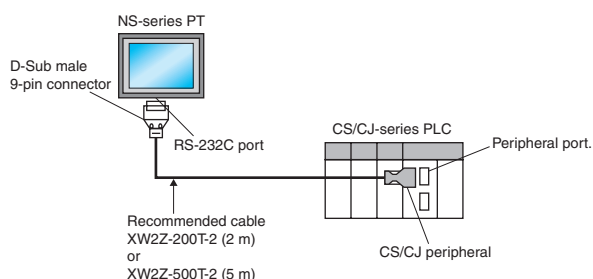 NS-series PT
D-Sub male
9-pin connector
RS-232C port
CS/CJ-series PLC
Peripheral port.
Recommended cable
XW2Z-200T-2 (2 m)
or
XW2Z-500T-2 (5 m)
CS/CJ peripheral